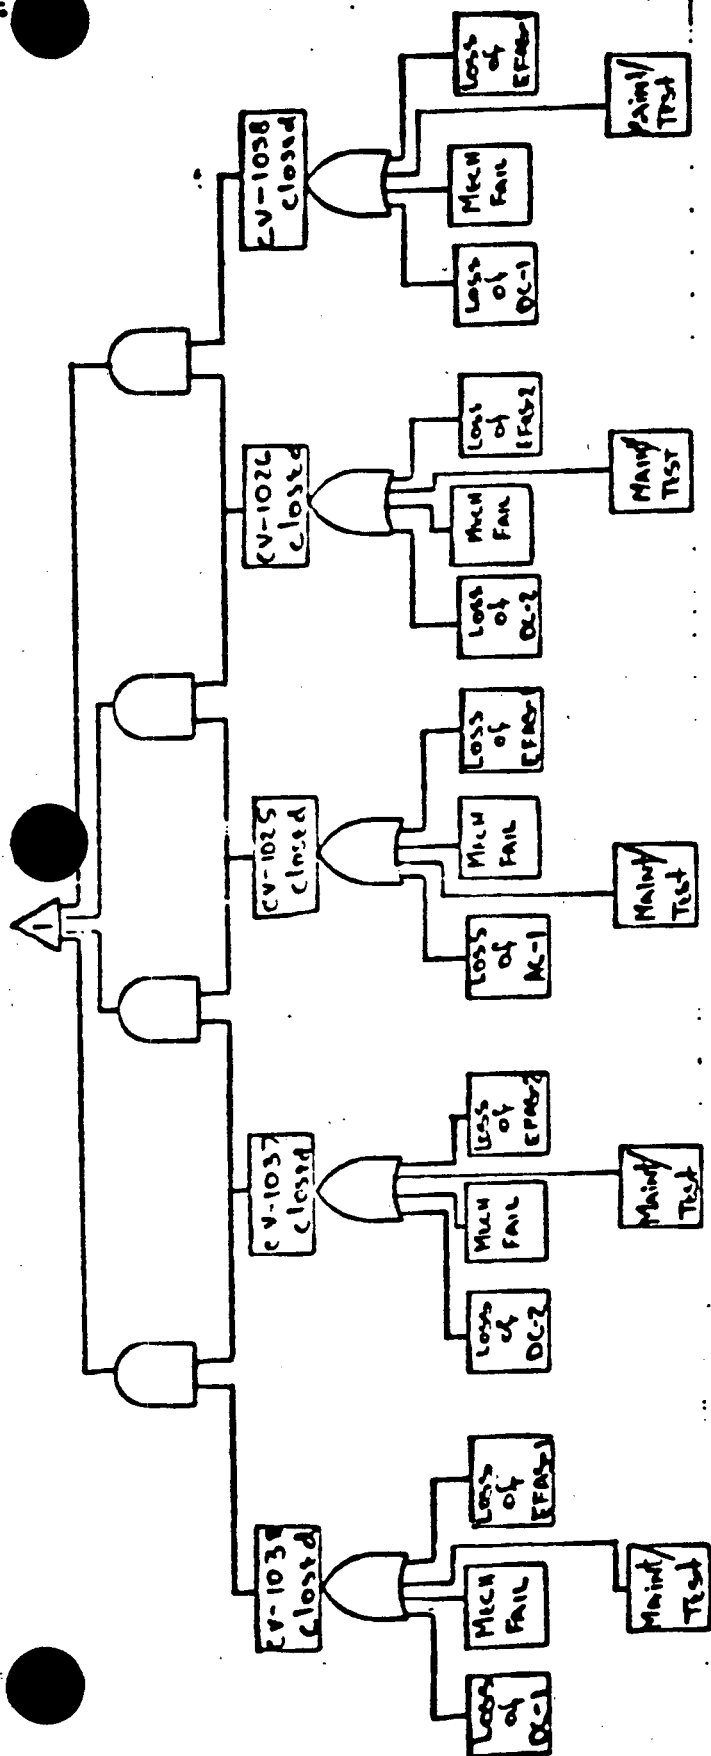 1
CV-1038
closed
CV-1037
closed
CV-1025
closed
CV-1026
closed
CV-1038
closed
Loss
of
DC-1
MECH
FAIL
Loss
of
EFAS-1
Loss
of
DC-2
MECH
FAIL
Loss
of
EFAS-2
Loss
of
AC-1
MECH
FAIL
Loss
of
EFAS-1
Loss
of
DC-2
MECH
FAIL
Loss
of
EFAS-2
Loss
of
DC-1
MECH
FAIL
Loss
of
EFAS-1
Maint/
Test
Maint/
Test
Maint/
Test
Maint/
Test
Maint/
Test